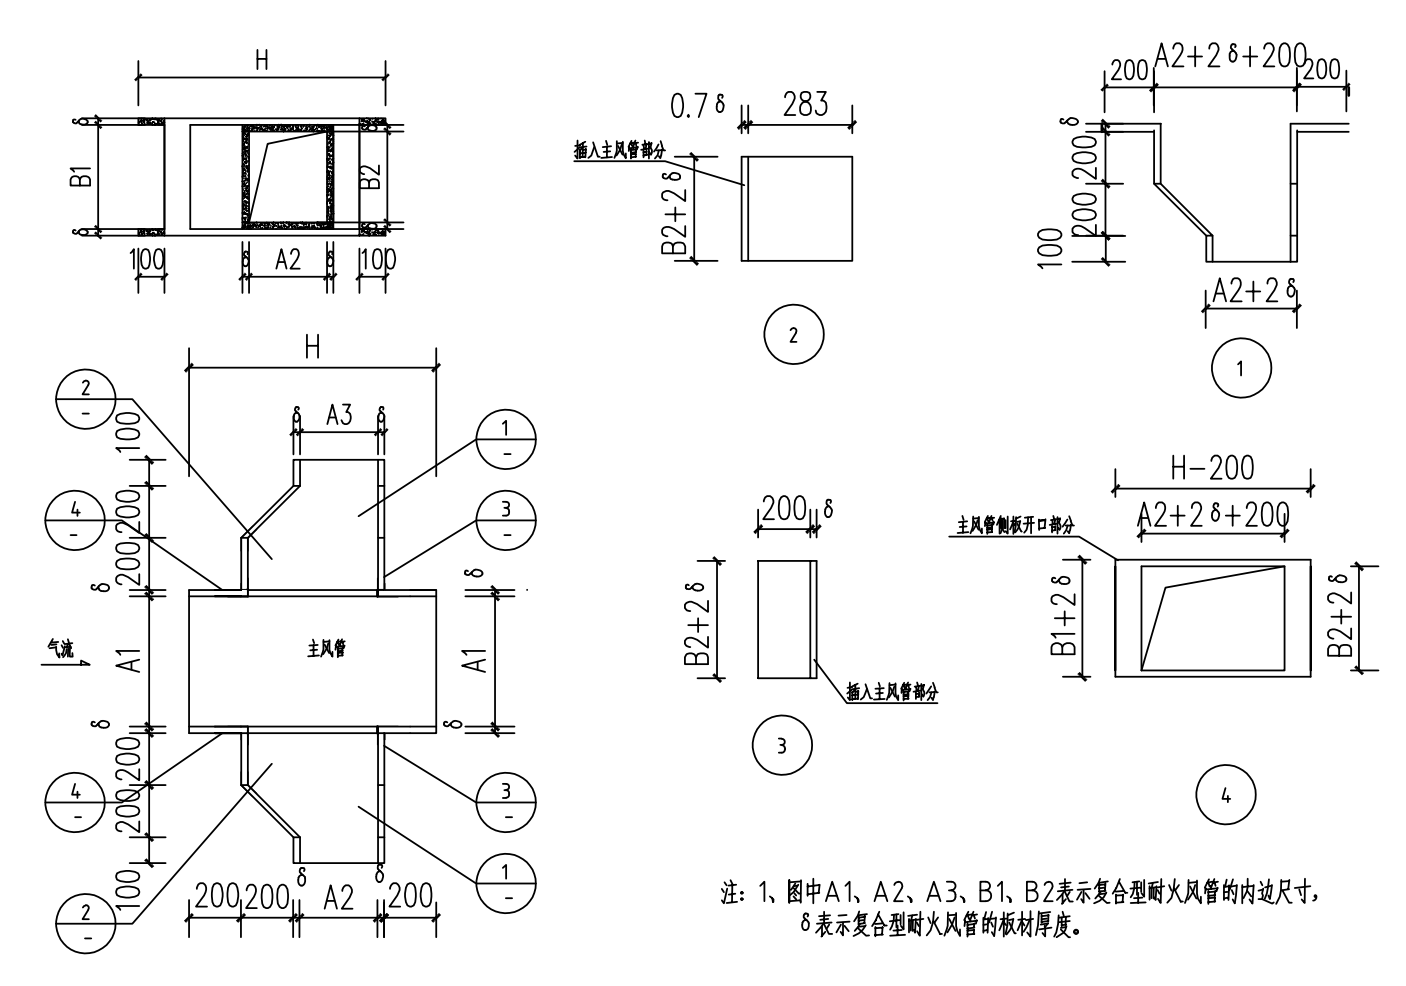 H
δ
B1
δ
δ
B2
δ
100
δ
A2
δ
100
0.7δ
283
插入主风管部分
B2+2δ
2
A2+2δ+200
200
200
δ
200
200
100
A2+2δ
1
H
2
-
100
δ
A3
δ
1
-
4
-
200
3
-
200
δ
δ
气流
A1
主风管
A1
δ
δ
200
4
-
3
-
200
100
1
-
2
-
200
200
δ
A2
δ
200
200
δ
B2+2δ
插入主风管部分
3
H-200
A2+2δ+200
主风管侧板开口部分
B1+2δ
B2+2δ
4
注：1、图中A1、A2、A3、B1、B2表示复合型耐火风管的内边尺寸，
δ表示复合型耐火风管的板材厚度。